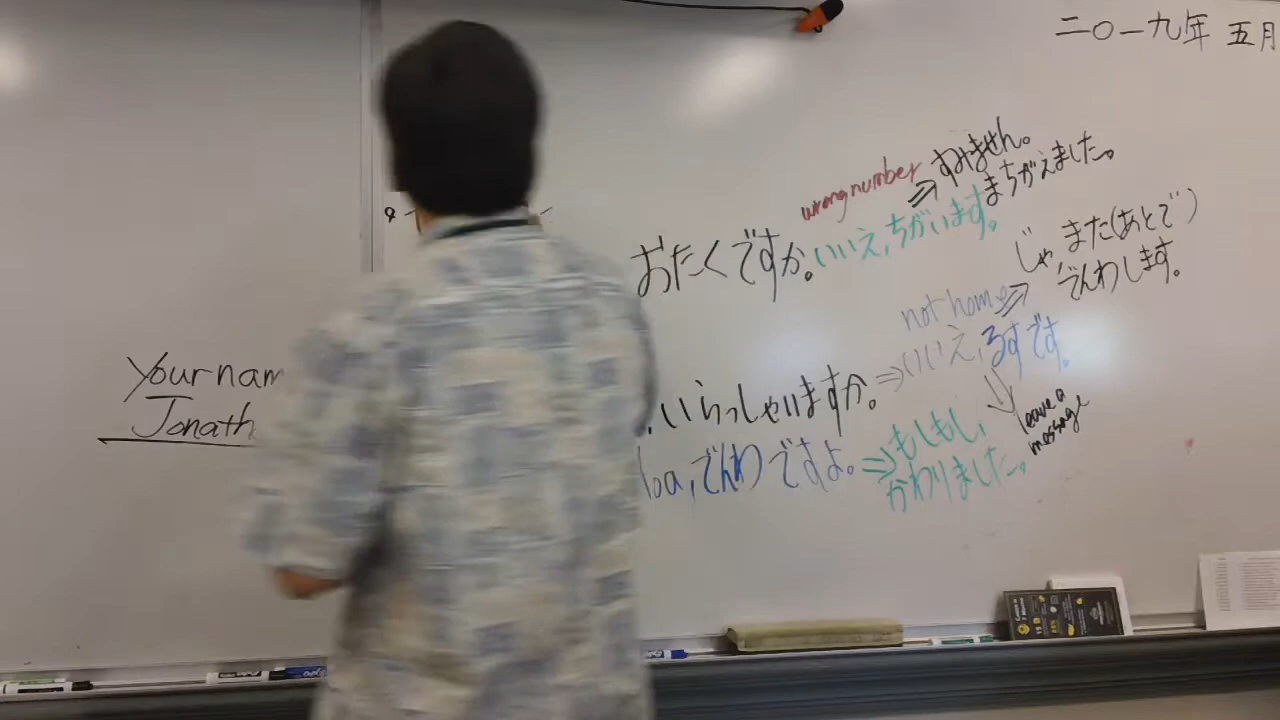 二〇一九年 五月
wrong number ⇒ すみません。
まちがえました。
おたくですか。いいえ,ちがいます。
not home ⇒ じゃ,また(あとで)
でんわします。
いらっしゃいますか。⇒ いいえ,るすです。
leave a
message
でんわですよ。⇒ もしもし,
かわりました。
Your nam
Jonath